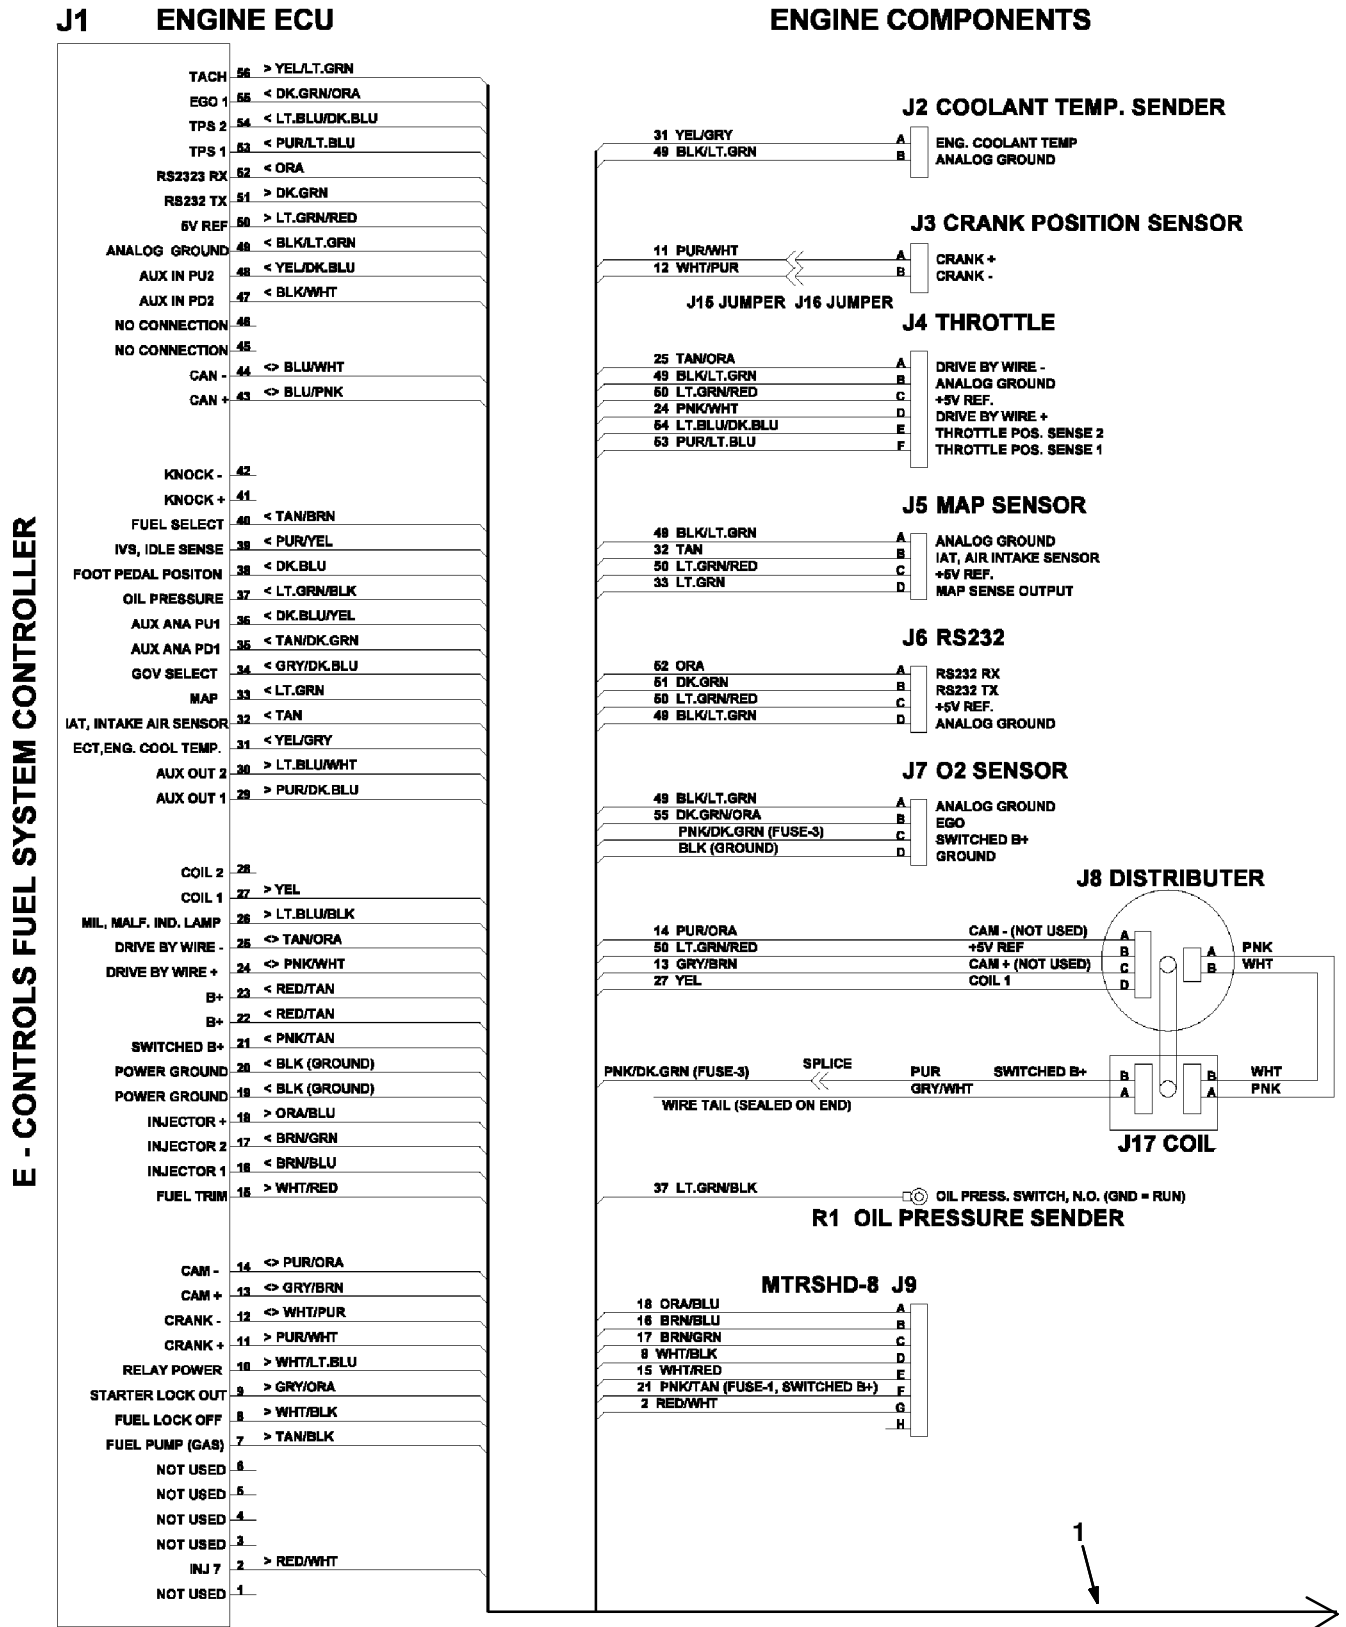 J1 ENGINE ECU
ENGINE COMPONENTS
E - CONTROLS FUEL SYSTEM CONTROLLER
TACH 56 > YEL/LT.GRN
EGO 1 55 < DK.GRN/ORA
TPS 2 54 < LT.BLU/DK.BLU
TPS 1 53 < PUR/LT.BLU
RS2323 RX 52 < ORA
RS232 TX 51 > DK.GRN
5V REF 50 > LT.GRN/RED
ANALOG GROUND 49 < BLK/LT.GRN
AUX IN PU2 48 < YEL/DK.BLU
AUX IN PD2 47 < BLK/WHT
NO CONNECTION 46
NO CONNECTION 45
CAN - 44 <> BLU/WHT
CAN + 43 <> BLU/PNK
KNOCK - 42
KNOCK + 41
FUEL SELECT 40 < TAN/BRN
IVS, IDLE SENSE 39 < PUR/YEL
FOOT PEDAL POSITON 38 < DK.BLU
OIL PRESSURE 37 < LT.GRN/BLK
AUX ANA PU1 36 < DK.BLU/YEL
AUX ANA PD1 35 < TAN/DK.GRN
GOV SELECT 34 < GRY/DK.BLU
MAP 33 < LT.GRN
IAT, INTAKE AIR SENSOR 32 < TAN
ECT,ENG. COOL TEMP. 31 < YEL/GRY
AUX OUT 2 30 > LT.BLU/WHT
AUX OUT 1 29 > PUR/DK.BLU
COIL 2 28
COIL 1 27 > YEL
MIL, MALF. IND. LAMP 26 > LT.BLU/BLK
DRIVE BY WIRE - 25 <> TAN/ORA
DRIVE BY WIRE + 24 <> PNK/WHT
B+ 23 < RED/TAN
B+ 22 < RED/TAN
SWITCHED B+ 21 < PNK/TAN
POWER GROUND 20 < BLK (GROUND)
POWER GROUND 19 < BLK (GROUND)
INJECTOR + 18 > ORA/BLU
INJECTOR 2 17 < BRN/GRN
INJECTOR 1 16 < BRN/BLU
FUEL TRIM 15 > WHT/RED
CAM - 14 <> PUR/ORA
CAM + 13 <> GRY/BRN
CRANK - 12 <> WHT/PUR
CRANK + 11 > PUR/WHT
RELAY POWER 10 > WHT/LT.BLU
STARTER LOCK OUT 9 > GRY/ORA
FUEL LOCK OFF 8 > WHT/BLK
FUEL PUMP (GAS) 7 > TAN/BLK
NOT USED 6
NOT USED 5
NOT USED 4
NOT USED 3
INJ 7 2 > RED/WHT
NOT USED 1
J2 COOLANT TEMP. SENDER
31 YEL/GRY A ENG. COOLANT TEMP
49 BLK/LT.GRN B ANALOG GROUND
J3 CRANK POSITION SENSOR
11 PUR/WHT A CRANK +
12 WHT/PUR B CRANK -
J15 JUMPER J16 JUMPER
J4 THROTTLE
25 TAN/ORA A DRIVE BY WIRE -
49 BLK/LT.GRN B ANALOG GROUND
50 LT.GRN/RED C +5V REF.
24 PNK/WHT D DRIVE BY WIRE +
54 LT.BLU/DK.BLU E THROTTLE POS. SENSE 2
53 PUR/LT.BLU F THROTTLE POS. SENSE 1
J5 MAP SENSOR
49 BLK/LT.GRN A ANALOG GROUND
32 TAN B IAT, AIR INTAKE SENSOR
50 LT.GRN/RED C +5V REF.
33 LT.GRN D MAP SENSE OUTPUT
J6 RS232
52 ORA A RS232 RX
51 DK.GRN B RS232 TX
50 LT.GRN/RED C +5V REF.
49 BLK/LT.GRN D ANALOG GROUND
J7 O2 SENSOR
49 BLK/LT.GRN A ANALOG GROUND
55 DK.GRN/ORA B EGO
PNK/DK.GRN (FUSE-3) C SWITCHED B+
BLK (GROUND) D GROUND
J8 DISTRIBUTER
14 PUR/ORA CAM - (NOT USED) A
50 LT.GRN/RED +5V REF B A PNK
13 GRY/BRN CAM + (NOT USED) C B WHT
27 YEL COIL 1 D
PNK/DK.GRN (FUSE-3) SPLICE PUR SWITCHED B+ B B WHT
GRY/WHT A A PNK
WIRE TAIL (SEALED ON END)
J17 COIL
37 LT.GRN/BLK OIL PRESS. SWITCH, N.O. (GND = RUN)
R1 OIL PRESSURE SENDER
MTRSHD-8 J9
18 ORA/BLU A
16 BRN/BLU B
17 BRN/GRN C
8 WHT/BLK D
15 WHT/RED E
21 PNK/TAN (FUSE-1, SWITCHED B+) F
2 RED/WHT G
H
1